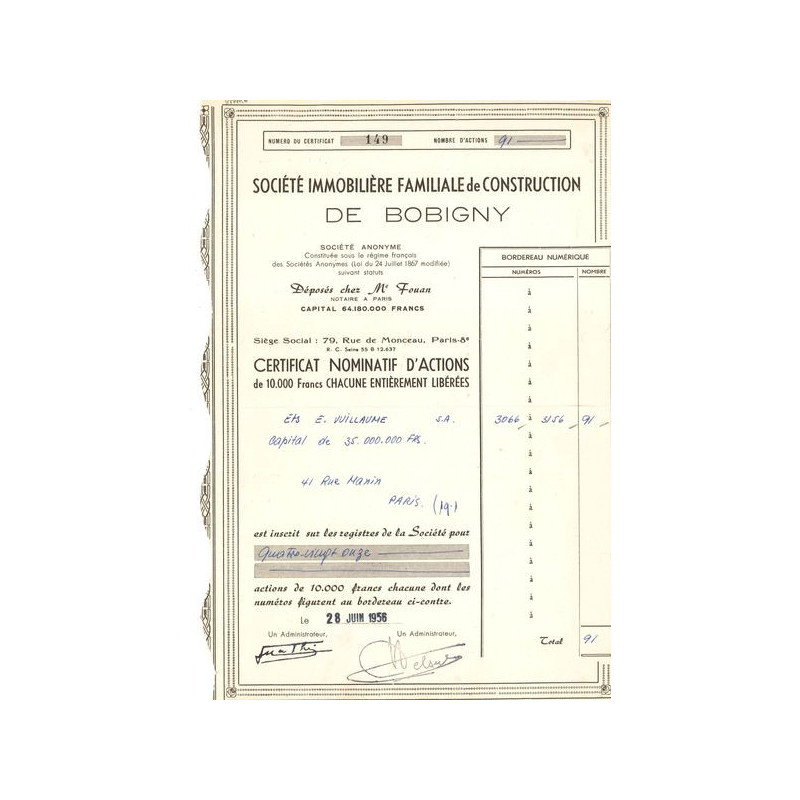 NUMERO DU CERTIFICAT 149 NOMBRE D'ACTIONS 91
SOCIÉTÉ IMMOBILIÈRE FAMILIALE de CONSTRUCTION
DE BOBIGNY
SOCIÉTÉ ANONYME
Constituée sous le régime français
des Sociétés Anonymes (Loi du 24 Juillet 1867 modifiée)
suivant statuts
Déposés chez Me Fouan
NOTAIRE A PARIS
CAPITAL 64.180.000 FRANCS
Siège Social : 79, Rue de Monceau, Paris-8e
R. C. Seine 55 B 12.637
CERTIFICAT NOMINATIF D'ACTIONS
de 10.000 Francs CHACUNE ENTIÈREMENT LIBÉRÉES
Ets E. VUILLAUME S.A.
Capital de 35.000.000 Frs.
41 Rue Manin
PARIS. (19.)
est inscrit sur les registres de la Société pour
Quatre-vingt onze
actions de 10.000 francs chacune dont les
numéros figurent au bordereau ci-contre.
Le 28 JUIN 1956
Un Administrateur, Un Administrateur,
BORDEREAU NUMÉRIQUE
NUMÉROS NOMBRE
à
à
à
à
à
à
à
3066 à 3156 91
à
à
à
à
à
à
à
à
à
à
à
Total 91